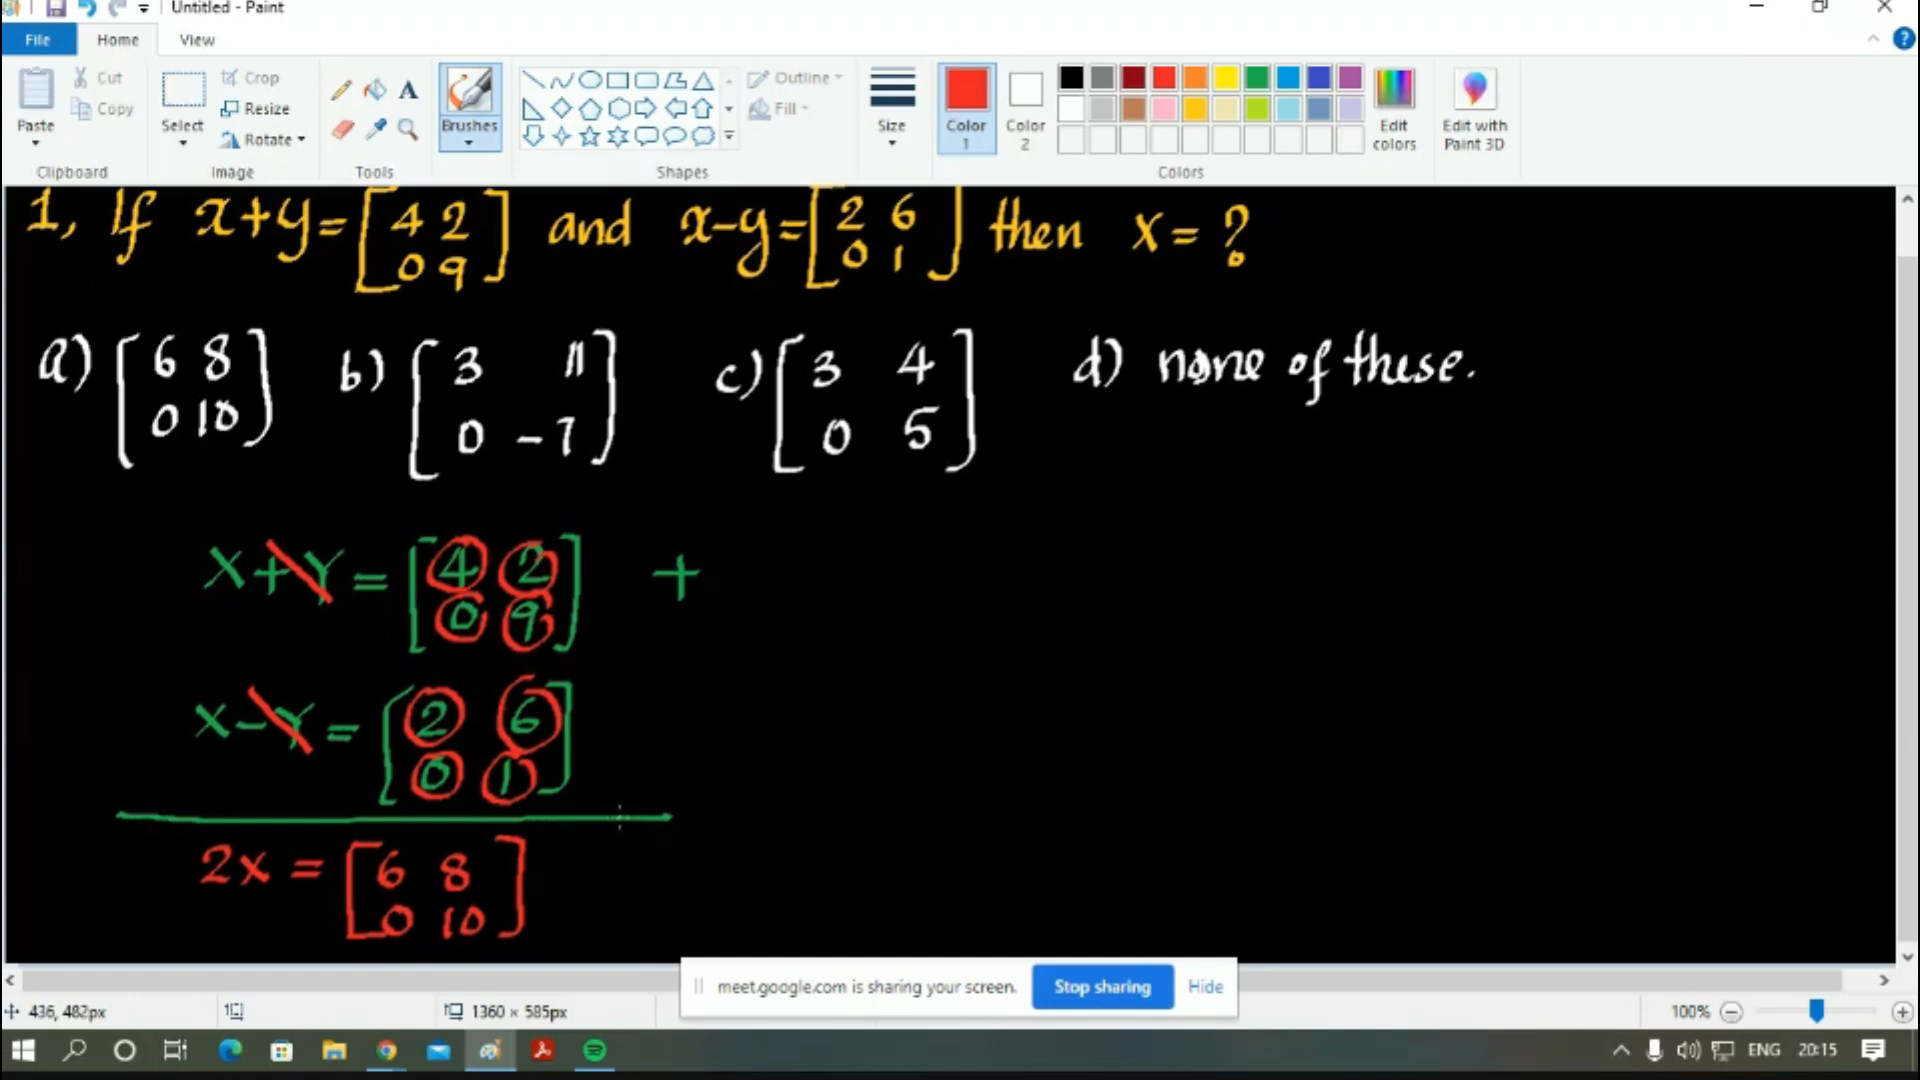 Untitled - Paint
File Home View
Paste
Cut
Copy
Clipboard
Select
Crop
Resize
Rotate
Image
A
Tools
Brushes
Outline
Fill
Shapes
Size
Color 1
Color 2
Edit colors
Edit with Paint 3D
Colors
1, If x+y=[4 2
0 9] and x-y=[2 6
0 1] then x = ?
a) [6 8
0 10] b) [3 11
0 -7] c) [3 4
0 5] d) none of these.
X+Y = [4 2
0 9] +
x-Y = [2 6
0 1]
2x = [6 8
0 10]
meet.google.com is sharing your screen. Stop sharing Hide
436, 482px 1360 × 585px 100%
ENG 20:15